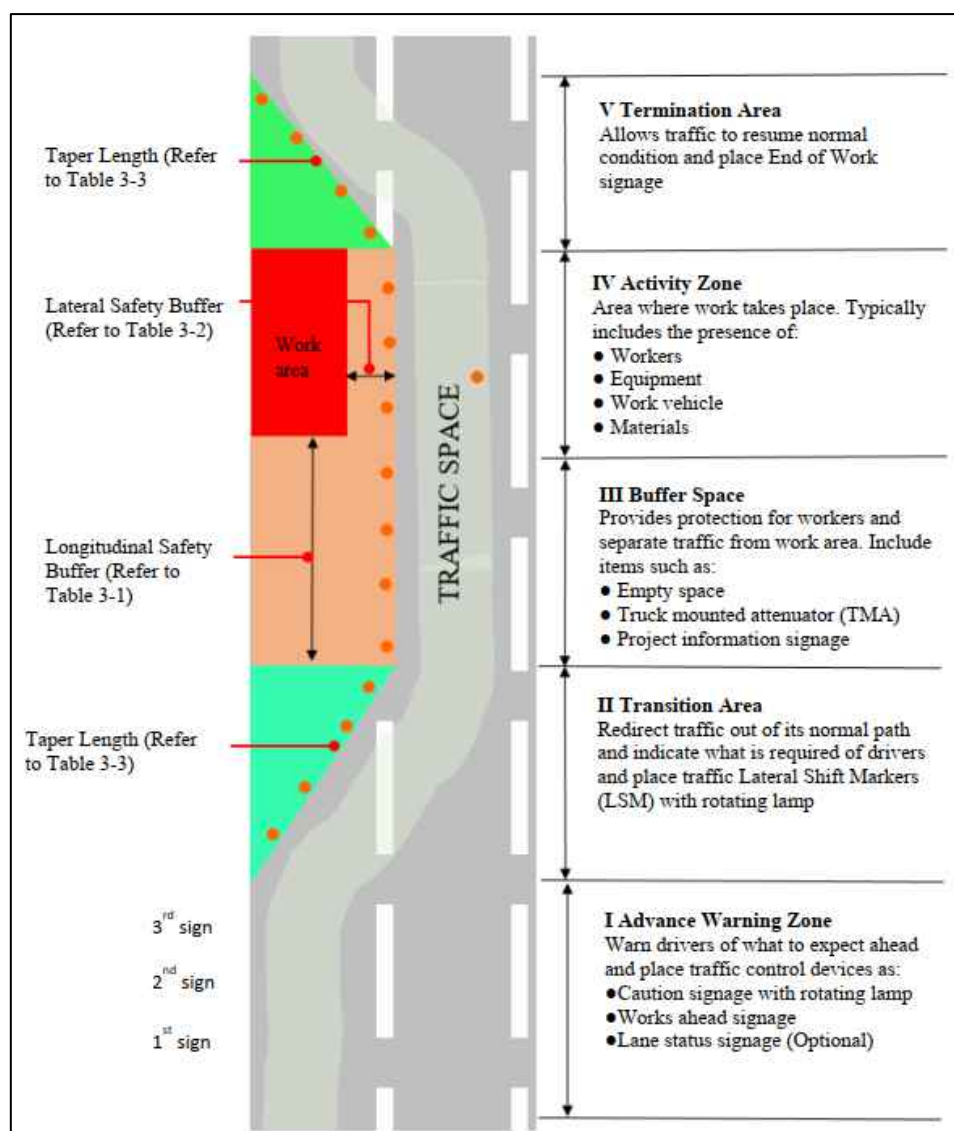 V Termination Area
Allows traffic to resume normal
condition and place End of Work
signage
Taper Length (Refer
to Table 3-3
IV Activity Zone
Area where work takes place. Typically
includes the presence of:
● Workers
● Equipment
● Work vehicle
● Materials
Lateral Safety Buffer
(Refer to Table 3-2)
Work
area
TRAFFIC SPACE
III Buffer Space
Provides protection for workers and
separate traffic from work area. Include
items such as:
● Empty space
● Truck mounted attenuator (TMA)
● Project information signage
Longitudinal Safety
Buffer (Refer to
Table 3-1)
II Transition Area
Redirect traffic out of its normal path
and indicate what is required of drivers
and place traffic Lateral Shift Markers
(LSM) with rotating lamp
Taper Length (Refer
to Table 3-3)
I Advance Warning Zone
Warn drivers of what to expect ahead
and place traffic control devices as:
●Caution signage with rotating lamp
●Works ahead signage
●Lane status signage (Optional)
3rd sign
2nd sign
1st sign